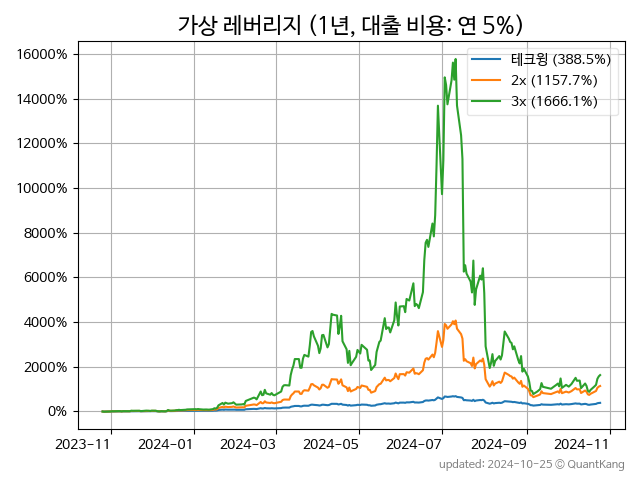 가상 레버리지 (1년, 대출 비용: 연 5%)
테크윙 (388.5%)
2x (1157.7%)
3x (1666.1%)
16000%
14000%
12000%
10000%
8000%
6000%
4000%
2000%
0%
2023-11 2024-01 2024-03 2024-05 2024-07 2024-09 2024-11
updated: 2024-10-25 © QuantKang